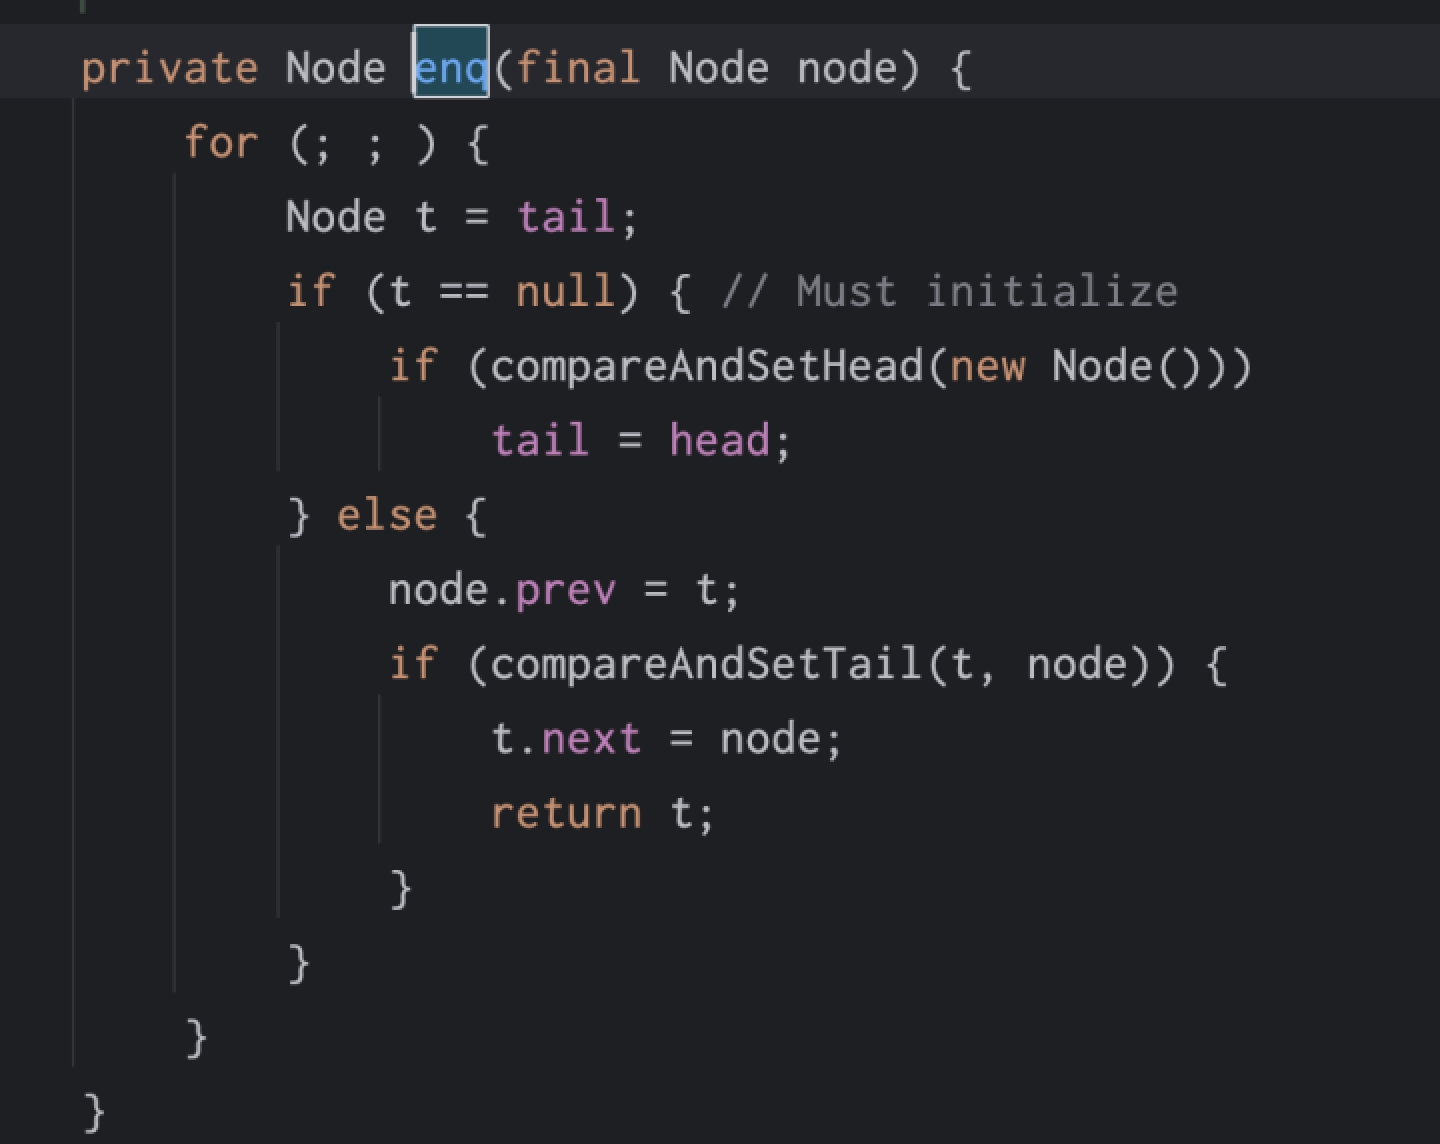 private Node enq(final Node node) {
for (; ; ) {
Node t = tail;
if (t == null) { // Must initialize
if (compareAndSetHead(new Node()))
tail = head;
} else {
node.prev = t;
if (compareAndSetTail(t, node)) {
t.next = node;
return t;
}
}
}
}